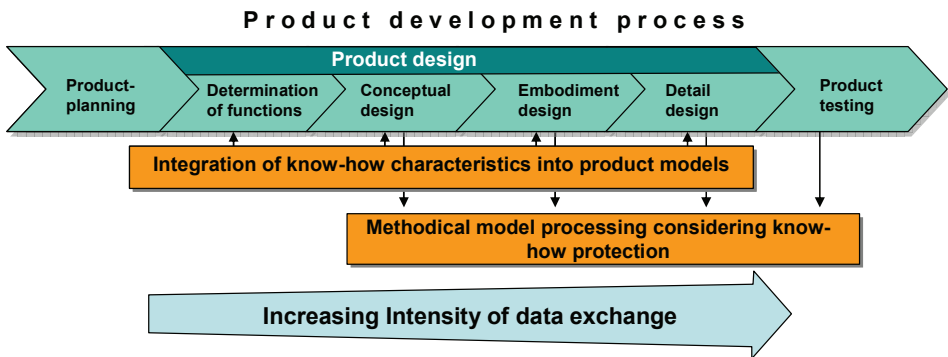 Product development process
Product design
Product-
planning
Determination
of functions
Conceptual
design
Embodiment
design
Detail
design
Product
testing
Integration of know-how characteristics into product models
Methodical model processing considering know-
how protection
Increasing Intensity of data exchange